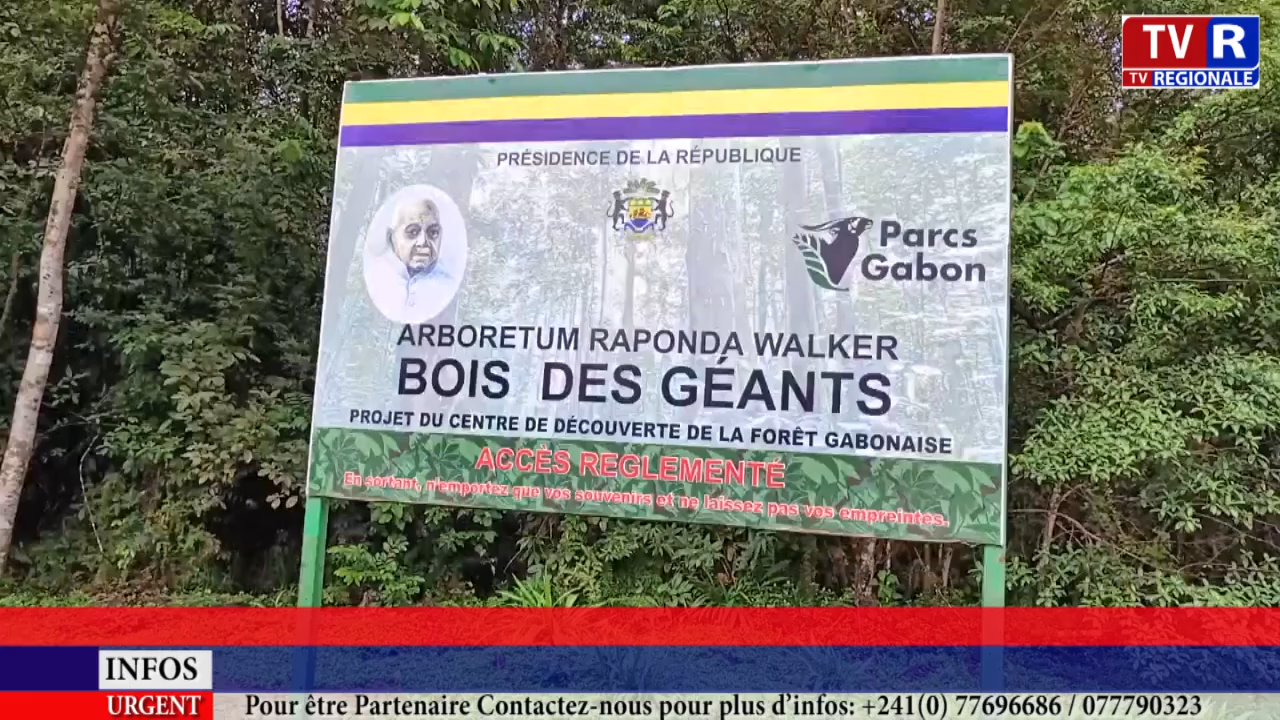 TV R
TV REGIONALE
PRÉSIDENCE DE LA RÉPUBLIQUE
Parcs
Gabon
ARBORETUM RAPONDA WALKER
BOIS DES GÉANTS
PROJET DU CENTRE DE DÉCOUVERTE DE LA FORÊT GABONAISE
ACCÈS REGLEMENTÉ
En sortant, n'emportez que vos souvenirs et ne laissez pas vos empreintes.
INFOS
URGENT
Pour être Partenaire Contactez-nous pour plus d'infos: +241(0) 77696686 / 077790323